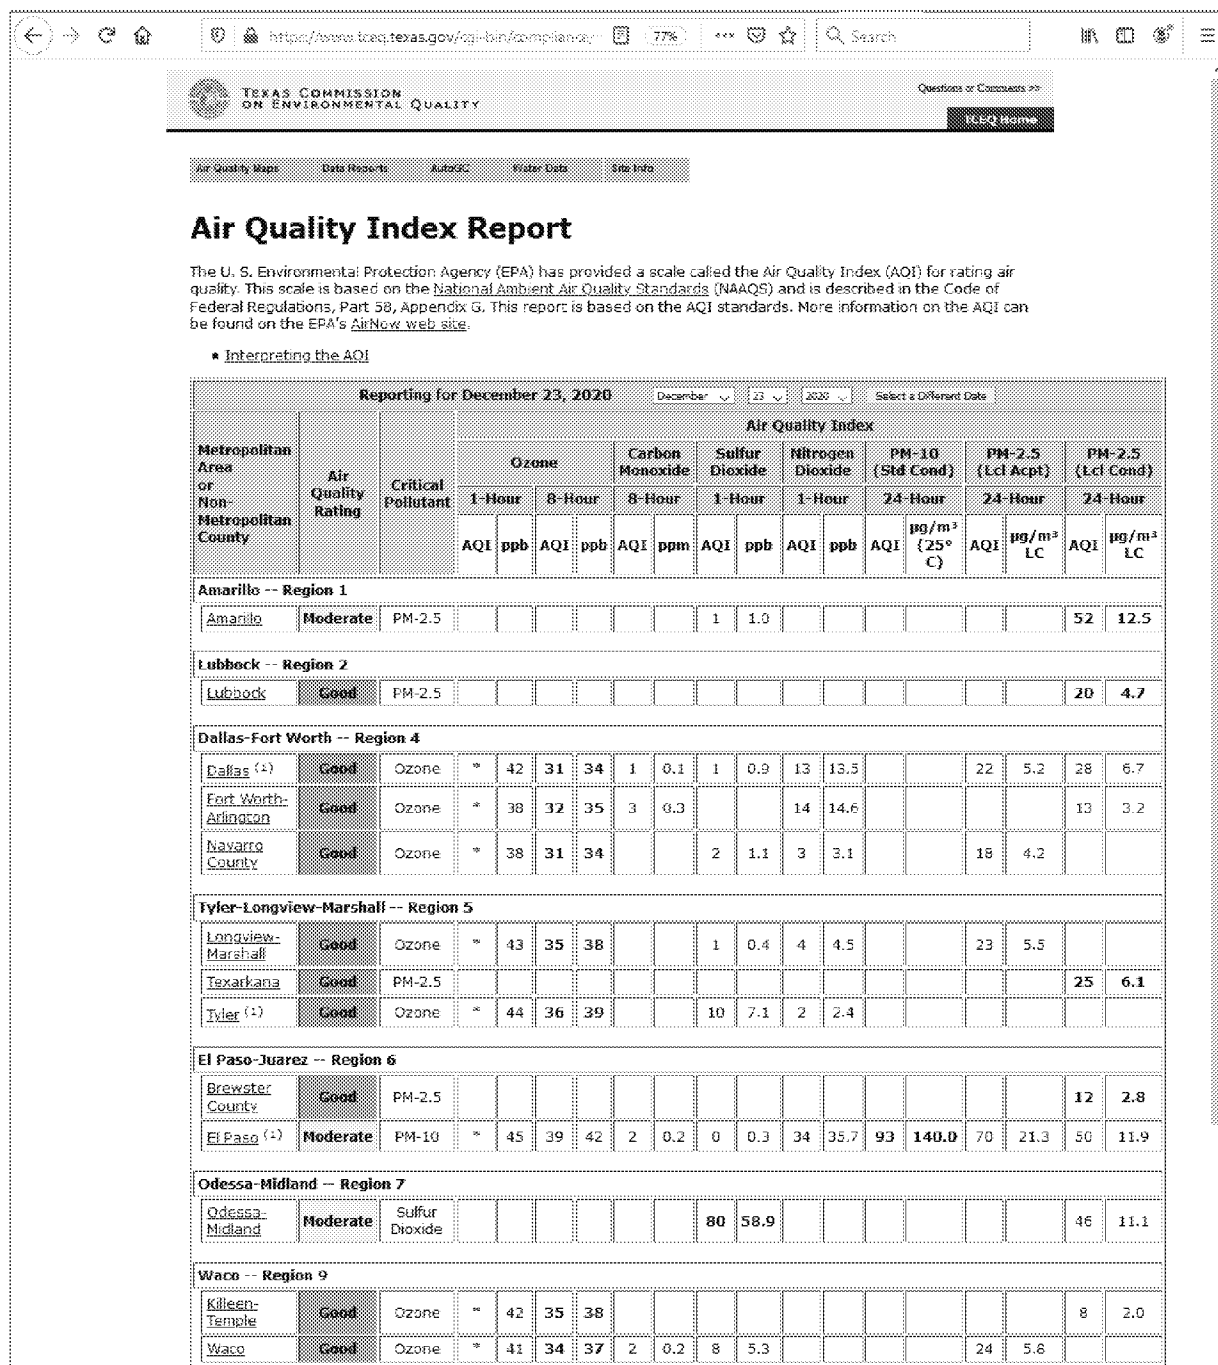 https://www.tceq.texas.gov/cgi-bin/compliance/ 77% Search
TEXAS COMMISSION
ON ENVIRONMENTAL QUALITY
Questions or Comments >>
TCEQ Home
Air Quality Maps Data Reports AutoGC Water Data Site Info
Air Quality Index Report
The U. S. Environmental Protection Agency (EPA) has provided a scale called the Air Quality Index (AQI) for rating air
quality. This scale is based on the National Ambient Air Quality Standards (NAAQS) and is described in the Code of
Federal Regulations, Part 58, Appendix G. This report is based on the AQI standards. More information on the AQI can
be found on the EPA's AirNow web site.
Interpreting the AQI
Reporting for December 23, 2020 December 23 2020 Select a Different Date
Metropolitan
Area
or
Non-
Metropolitan
County
Air
Quality
Rating
Critical
Pollutant
Air Quality Index
Ozone Carbon Monoxide Sulfur Dioxide Nitrogen Dioxide PM-10 (Std Cond) PM-2.5 (Lcl Acpt) PM-2.5 (Lcl Cond)
1-Hour 8-Hour 8-Hour 1-Hour 1-Hour 24-Hour 24-Hour 24-Hour
AQI ppb AQI ppb AQI ppm AQI ppb AQI ppb AQI µg/m³ (25° C) AQI µg/m³ LC AQI µg/m³ LC
Amarillo -- Region 1
Amarillo Moderate PM-2.5 1 1.0 52 12.5
Lubbock -- Region 2
Lubbock Good PM-2.5 20 4.7
Dallas-Fort Worth -- Region 4
Dallas (1) Good Ozone * 42 31 34 1 0.1 1 0.9 13 13.5 22 5.2 28 6.7
Fort Worth-
Arlington Good Ozone * 38 32 35 3 0.3 14 14.6 13 3.2
Navarro
County Good Ozone * 38 31 34 2 1.1 3 3.1 18 4.2
Tyler-Longview-Marshall -- Region 5
Longview-
Marshall Good Ozone * 43 35 38 1 0.4 4 4.5 23 5.5
Texarkana Good PM-2.5 25 6.1
Tyler (1) Good Ozone * 44 36 39 10 7.1 2 2.4
El Paso-Juarez -- Region 6
Brewster
County Good PM-2.5 12 2.8
El Paso (1) Moderate PM-10 * 45 39 42 2 0.2 0 0.3 34 35.7 93 140.0 70 21.3 50 11.9
Odessa-Midland -- Region 7
Odessa-
Midland Moderate Sulfur Dioxide 80 58.9 46 11.1
Waco -- Region 9
Killeen-
Temple Good Ozone * 42 35 38 8 2.0
Waco Good Ozone * 41 34 37 2 0.2 8 5.3 24 5.8